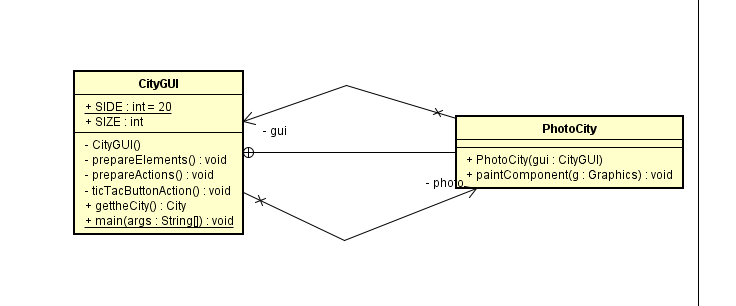 CityGUI
+ SIDE : int = 20
+ SIZE : int
- CityGUI()
- prepareElements() : void
- prepareActions() : void
- ticTacButtonAction() : void
+ gettheCity() : City
+ main(args : String[]) : void
- gui
- photo
PhotoCity
+ PhotoCity(gui : CityGUI)
+ paintComponent(g : Graphics) : void